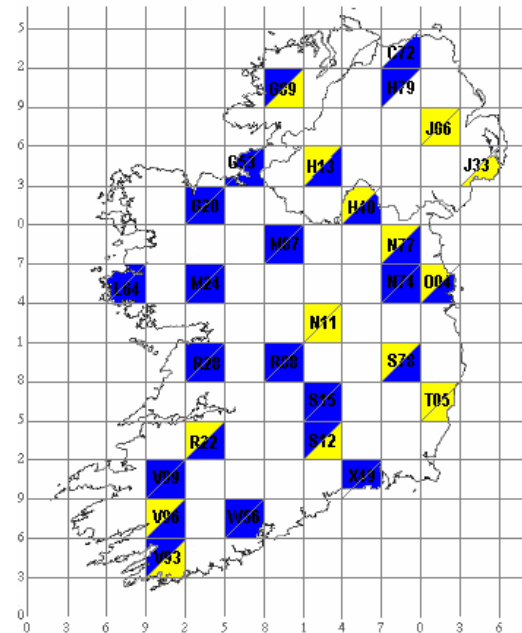 5
C72
2
G89 H79
9
J06
6
G53 H13 J33
3
G20 H40
0
M87 N77
7
L64 M24 N74 O04
4
N11
1
R28 R88 S78
8
S15 T05
5
R22 S12
2
V99 X49
9
V96 W56
6
V93
3
0
0 3 6 9 2 5 8 1 4 7 0 3 6